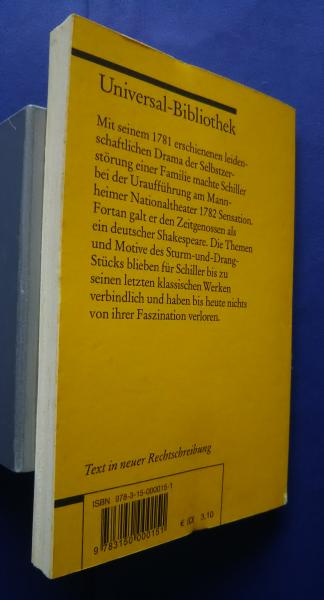 Universal-Bibliothek
Mit seinem 1781 erschienenen leiden-
schaftlichen Drama der Selbstzer-
störung einer Familie machte Schiller
bei der Uraufführung am Mann-
heimer Nationaltheater 1782 Sensation.
Fortan galt er den Zeitgenossen als
ein deutscher Shakespeare. Die Themen
und Motive des Sturm-und-Drang-
Stücks blieben für Schiller bis zu
seinen letzten klassischen Werken
verbindlich und haben bis heute nichts
von ihrer Faszination verloren.
Text in neuer Rechtschreibung
ISBN 978-3-15-000015-1
9 783150 000151
€ (D) 3,10